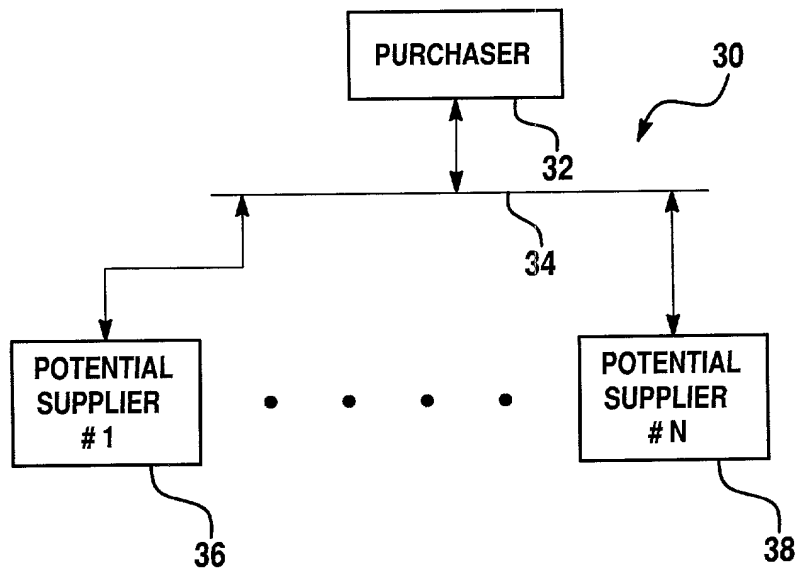 PURCHASER
30
32
34
POTENTIAL
SUPPLIER
# 1
POTENTIAL
SUPPLIER
# N
36
38